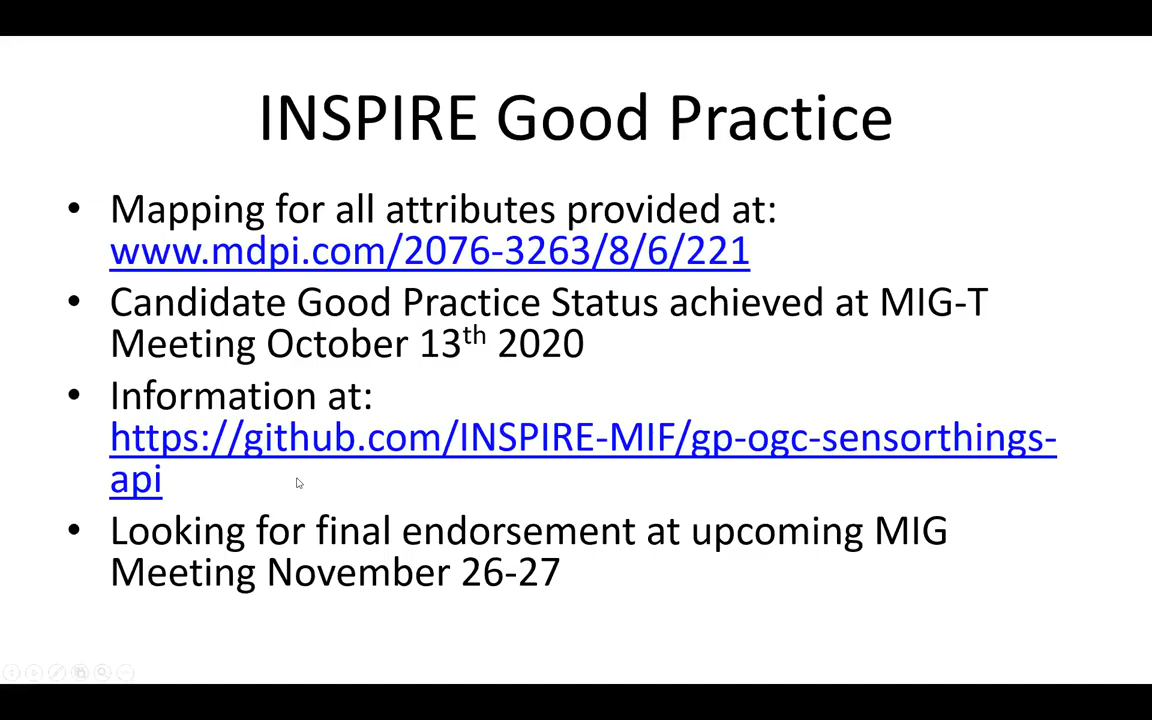 INSPIRE Good Practice
• Mapping for all attributes provided at:
www.mdpi.com/2076-3263/8/6/221
• Candidate Good Practice Status achieved at MIG-T
Meeting October 13th 2020
• Information at:
https://github.com/INSPIRE-MIF/gp-ogc-sensorthings-
api
• Looking for final endorsement at upcoming MIG
Meeting November 26-27